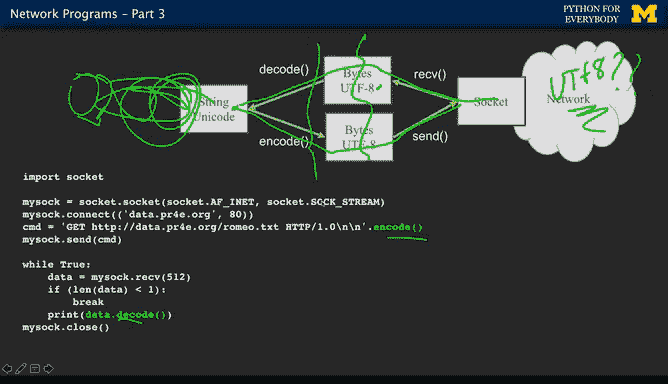 Network Programs – Part 3
PYTHON FOR
EVERYBODY
M
decode()
Bytes
UTF-8
recv()
UTF8??
String
Unicode
Socket
Network
encode()
Bytes
UTF-8
send()
import socket
mysock = socket.socket(socket.AF_INET, socket.SOCK_STREAM)
mysock.connect(('data.pr4e.org', 80))
cmd = 'GET http://data.pr4e.org/romeo.txt HTTP/1.0\n\n'.encode()
mysock.send(cmd)
while True:
    data = mysock.recv(512)
    if (len(data) < 1):
        break
    print(data.decode())
mysock.close()